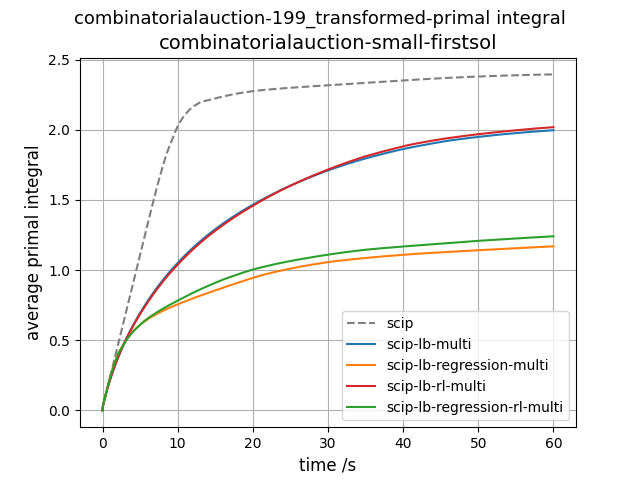 combinatorialauction-199_transformed-primal integral
combinatorialauction-small-firstsol
2.5
2.0
1.5
1.0
0.5
0.0
average primal integral
scip
scip-lb-multi
scip-lb-regression-multi
scip-lb-rl-multi
scip-lb-regression-rl-multi
0 10 20 30 40 50 60
time /s